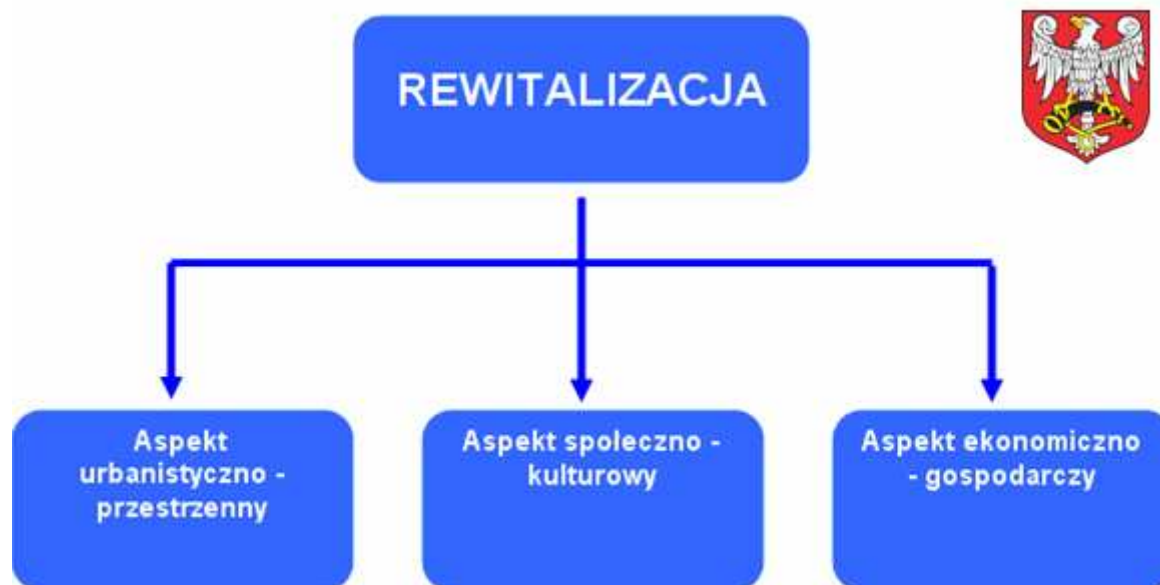 REWITALIZACJA
Aspekt
urbanistyczno -
przestrzenny
Aspekt społeczno -
kulturowy
Aspekt ekonomiczno
- gospodarczy